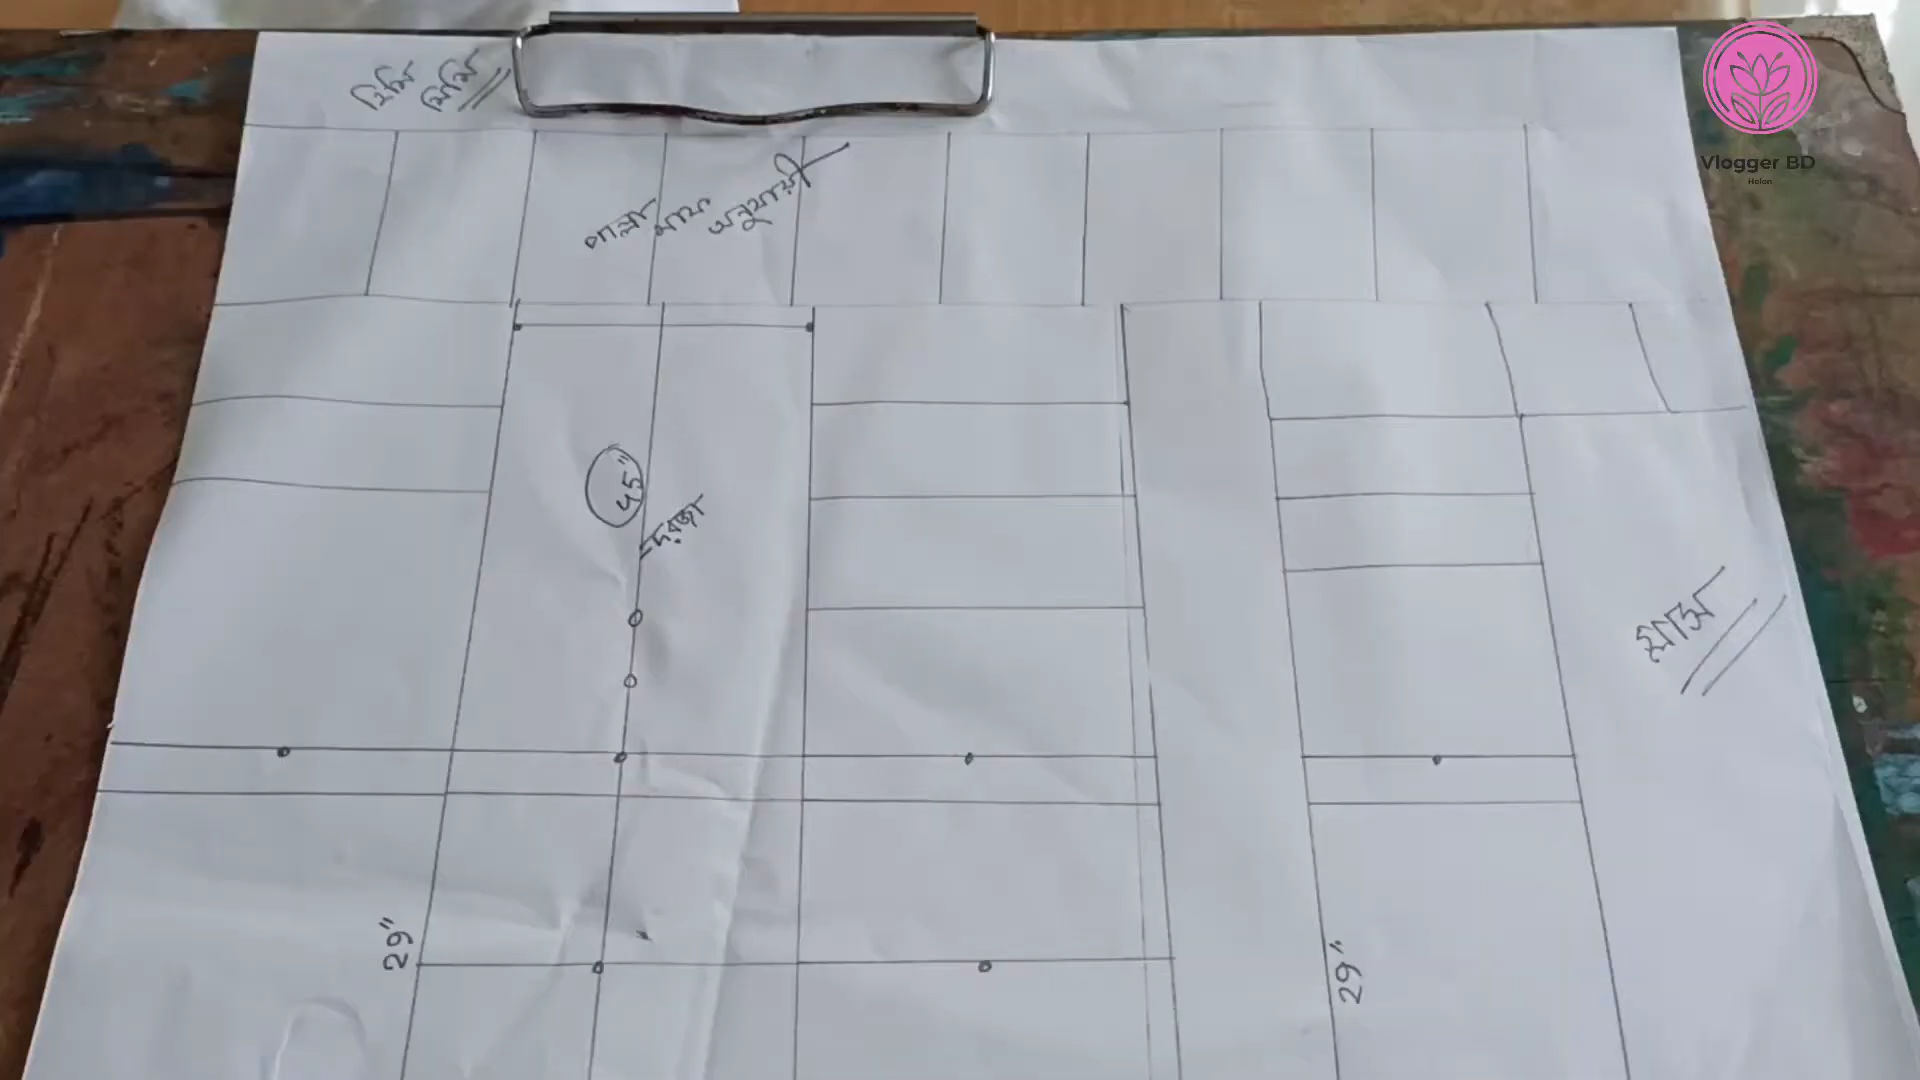 মিমি মিমি
পাল্লা মাফ অনুযায়ী
45"
দরজা
29"
29"
Vlogger BD